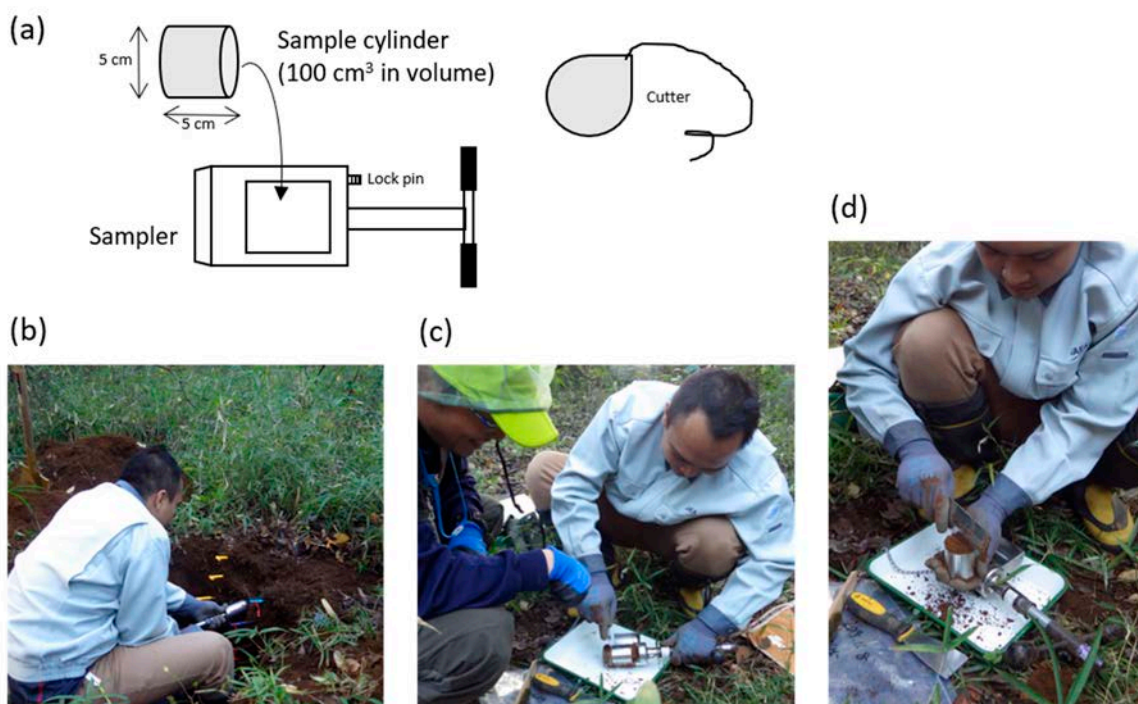 (a)
5 cm
5 cm
Sample cylinder
(100 cm³ in volume)
Cutter
Lock pin
Sampler
(b)
(c)
(d)